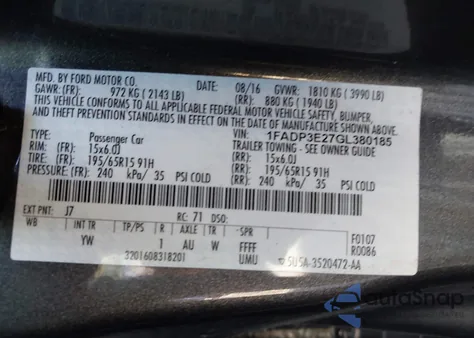 MFD. BY FORD MOTOR CO.
DATE: 08/16 GVWR: 1810 KG ( 3990 LB)
GAWR: (FR): 972 KG ( 2143 LB) (RR): 880 KG ( 1940 LB)
THIS VEHICLE CONFORMS TO ALL APPLICABLE FEDERAL MOTOR VEHICLE SAFETY, BUMPER,
AND THEFT PREVENTION STANDARDS IN EFFECT ON THE DATE OF MANUFACTURE SHOWN ABOVE.
VIN: 1FADP3E27GL380185
TYPE: Passenger Car TRAILER TOWING - SEE OWNER GUIDE
RIM: (FR) 15x6.0J (RR): 15x6.0J
TIRE: 195/65R15 91H 195/65R15 91H
PRESSURE: (FR) 240 kPa/ 35 PSI COLD (RR) 240 kPa/ 35 PSI COLD
EXT PNT: J7 RC: 71 DSO: F0107
WB INT TR TP/PS R AXLE TR SPR R0086
YW 1 AU W FFFF
3201608318201 UMU 5U5A-3520472-AA
AutoSnap